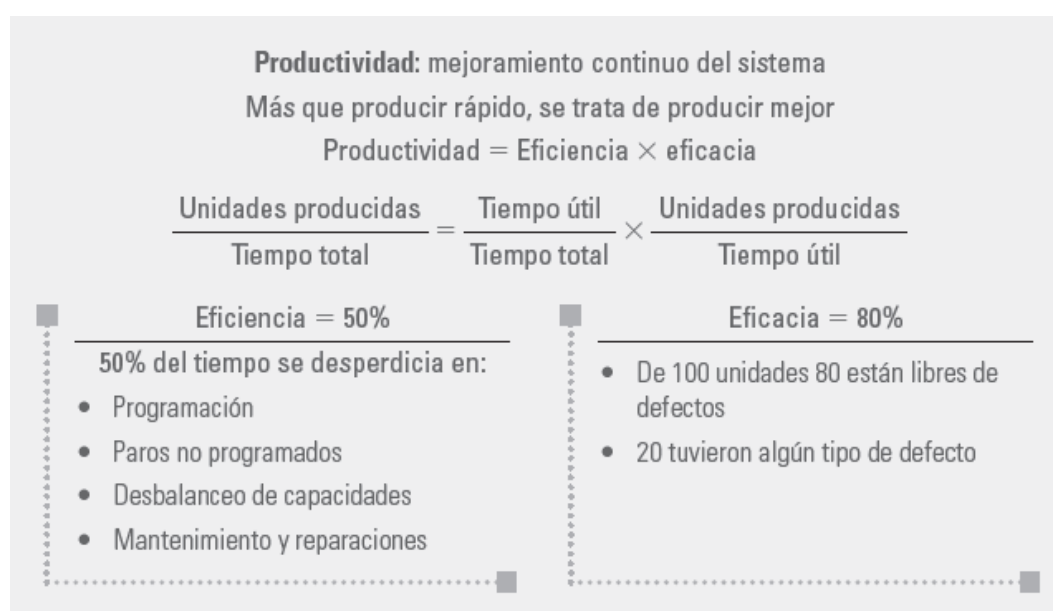 Productividad: mejoramiento continuo del sistema
Más que producir rápido, se trata de producir mejor
Productividad = Eficiencia × eficacia
Unidades producidas / Tiempo total = Tiempo útil / Tiempo total × Unidades producidas / Tiempo útil
Eficiencia = 50%
50% del tiempo se desperdicia en:
• Programación
• Paros no programados
• Desbalanceo de capacidades
• Mantenimiento y reparaciones
Eficacia = 80%
• De 100 unidades 80 están libres de
defectos
• 20 tuvieron algún tipo de defecto